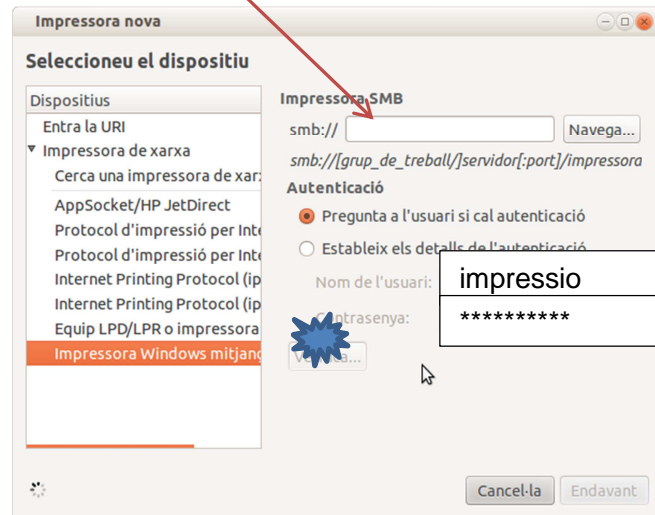 Impressora nova
Seleccioneu el dispositiu
Dispositius
Entra la URI
Impressora de xarxa
Cerca una impressora de xar
AppSocket/HP JetDirect
Protocol d'impressió per Inte
Protocol d'impressió per Inte
Internet Printing Protocol (ip
Internet Printing Protocol (ip
Equip LPD/LPR o impressora
Impressora Windows mitjanç
Impressora SMB
smb://
Navega...
smb://[grup_de_treball/]servidor[:port]/impressora
Autenticació
Pregunta a l'usuari si cal autenticació
Estableix els detalls de l'autenticació
Nom de l'usuari:
impressio
Contrasenya:
**********
Cancel·la
Endavant